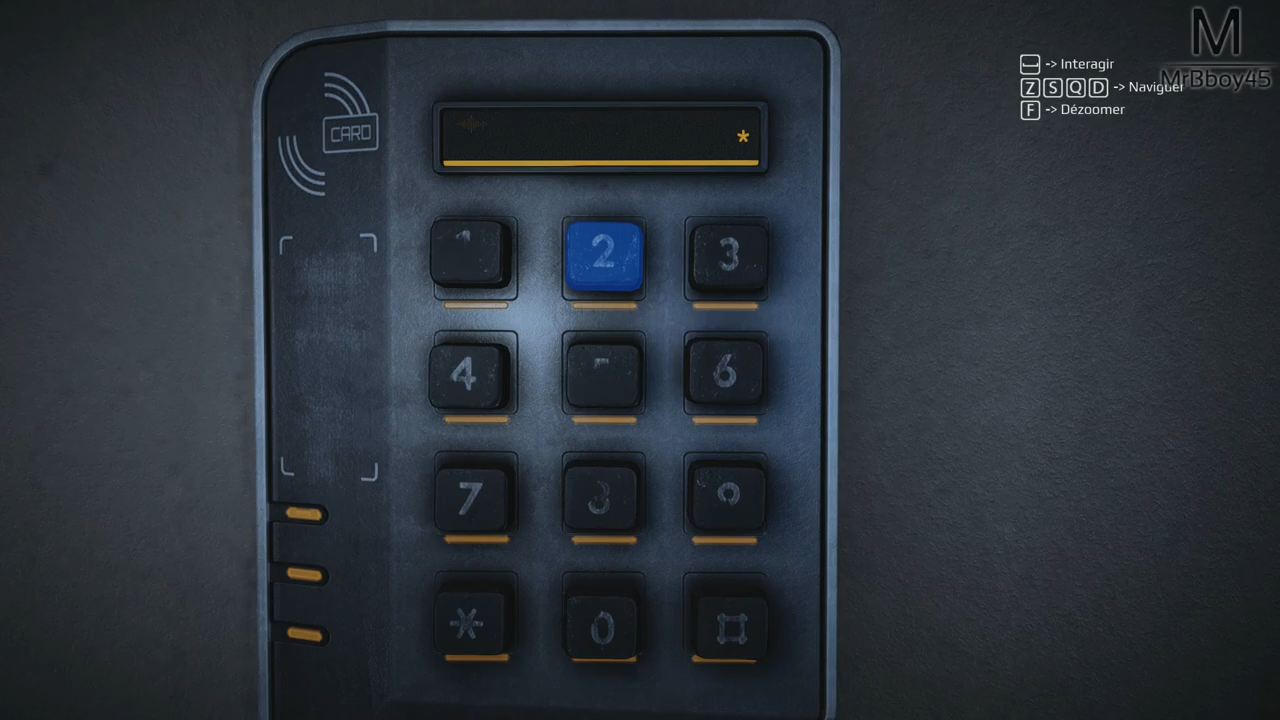 M
MrBboy45
-> Interagir
Z S Q D -> Naviguer
F -> Dézoomer
CARD
*
1 2 3
4 6
7 8 9
* 0 #